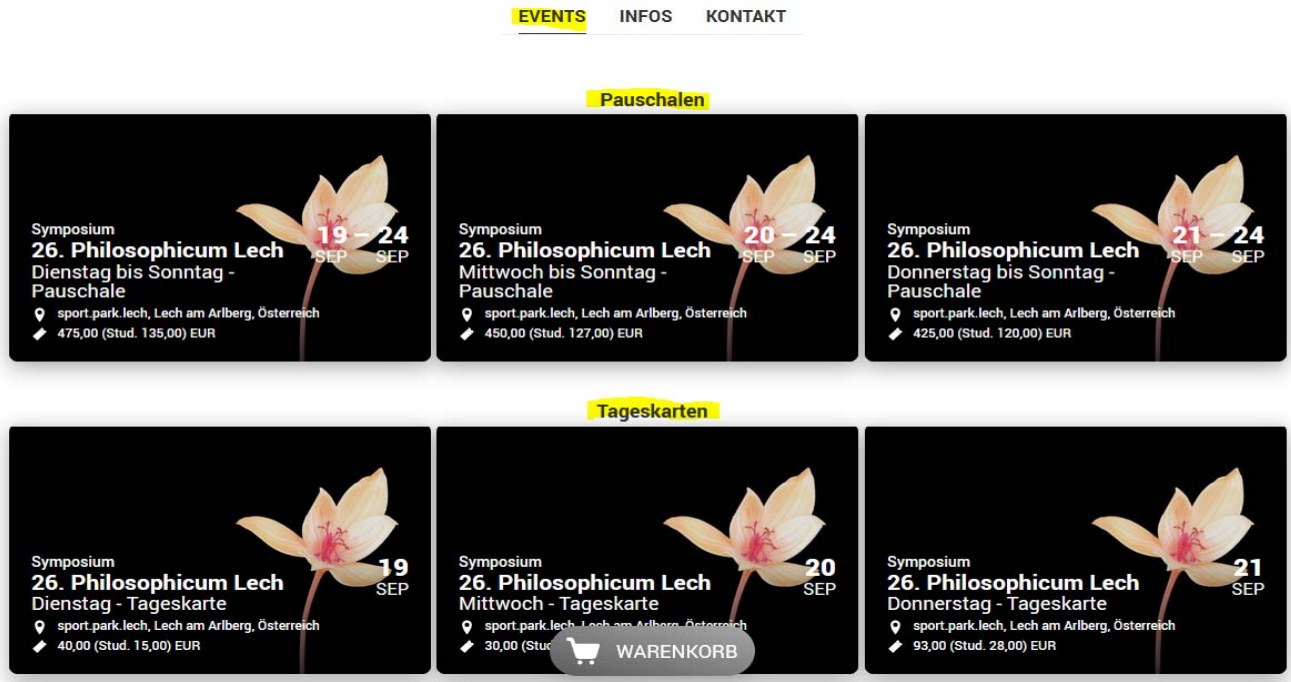 EVENTS INFOS KONTAKT
Pauschalen
Symposium
26. Philosophicum Lech
Dienstag bis Sonntag -
Pauschale
19 – 24
SEP SEP
sport.park.lech, Lech am Arlberg, Österreich
475,00 (Stud. 135,00) EUR
Symposium
26. Philosophicum Lech
Mittwoch bis Sonntag -
Pauschale
20 – 24
SEP SEP
sport.park.lech, Lech am Arlberg, Österreich
450,00 (Stud. 127,00) EUR
Symposium
26. Philosophicum Lech
Donnerstag bis Sonntag -
Pauschale
21 – 24
SEP SEP
sport.park.lech, Lech am Arlberg, Österreich
425,00 (Stud. 120,00) EUR
Tageskarten
Symposium
26. Philosophicum Lech
Dienstag - Tageskarte
19
SEP
sport.park.lech, Lech am Arlberg, Österreich
40,00 (Stud. 15,00) EUR
Symposium
26. Philosophicum Lech
Mittwoch - Tageskarte
20
SEP
sport.park.lech, Lech am Arlberg, Österreich
30,00 (Stud
WARENKORB
Symposium
26. Philosophicum Lech
Donnerstag - Tageskarte
21
SEP
sport.park.lech, Lech am Arlberg, Österreich
93,00 (Stud. 28,00) EUR